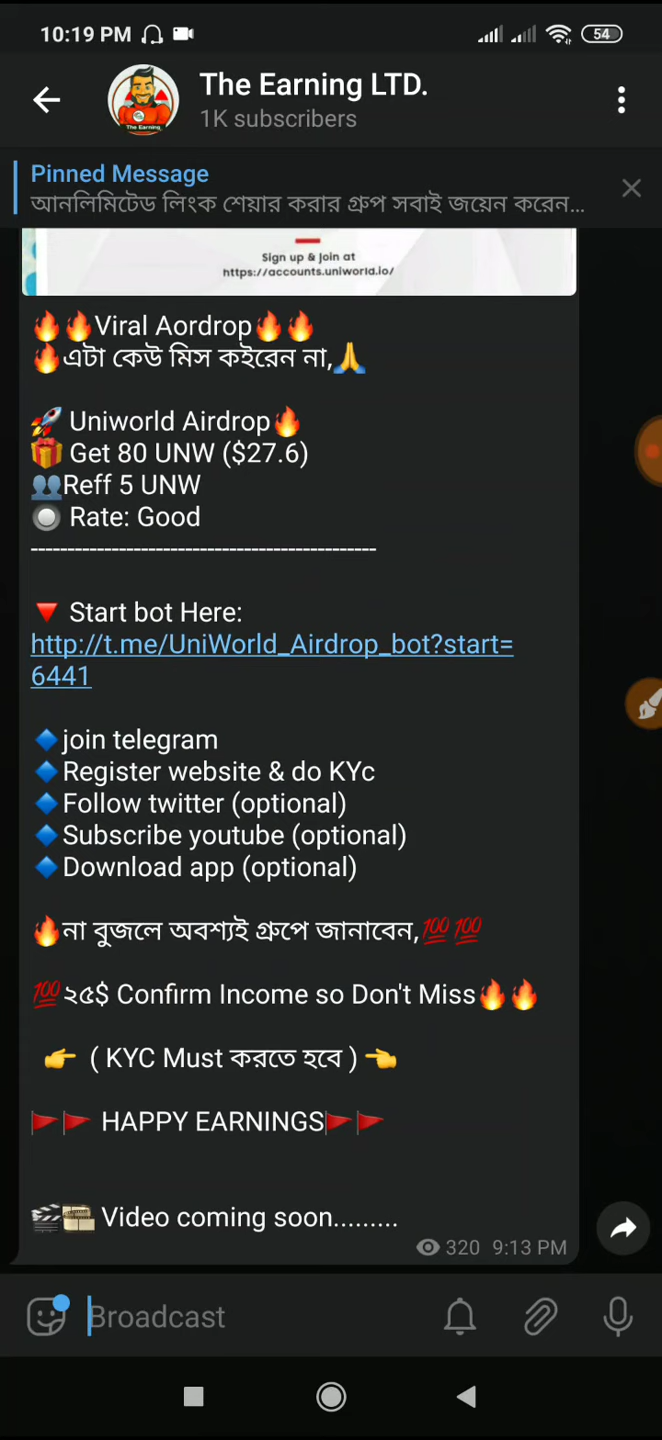 10:19 PM
54
The Earning LTD.
1K subscribers
The Earning
Pinned Message
আনলিমিটেড লিংক শেয়ার করার গ্রুপ সবাই জয়েন করেন...
Sign up & Join at
https://accounts.uniworld.io/
🔥🔥Viral Aordrop🔥🔥
🔥এটা কেউ মিস কইরেন না,🙏
🚀 Uniworld Airdrop🔥
🎁 Get 80 UNW ($27.6)
👥Reff 5 UNW
🔘 Rate: Good
-----------------------------------------------
🔻 Start bot Here:
http://t.me/UniWorld_Airdrop_bot?start=
6441
🔹join telegram
🔹Register website & do KYc
🔹Follow twitter (optional)
🔹Subscribe youtube (optional)
🔹Download app (optional)
🔥না বুজলে অবশ্যই গ্রুপে জানাবেন,💯💯
💯২৫$ Confirm Income so Don't Miss🔥🔥
👉 ( KYC Must করতে হবে ) 👈
🚩🚩 HAPPY EARNINGS🚩🚩
🎬🎞 Video coming soon.........
320 9:13 PM
Broadcast